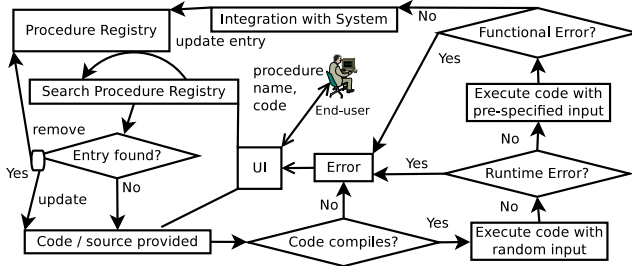 Procedure Registry
Integration with System
No
Functional Error?
update entry
Yes
Search Procedure Registry
procedure
name,
code
End-user
Execute code with
pre-specified input
remove
Entry found?
No
Yes
UI
Error
Yes
Runtime Error?
update
No
No
No
Code / source provided
Code compiles?
Yes
Execute code with
random input